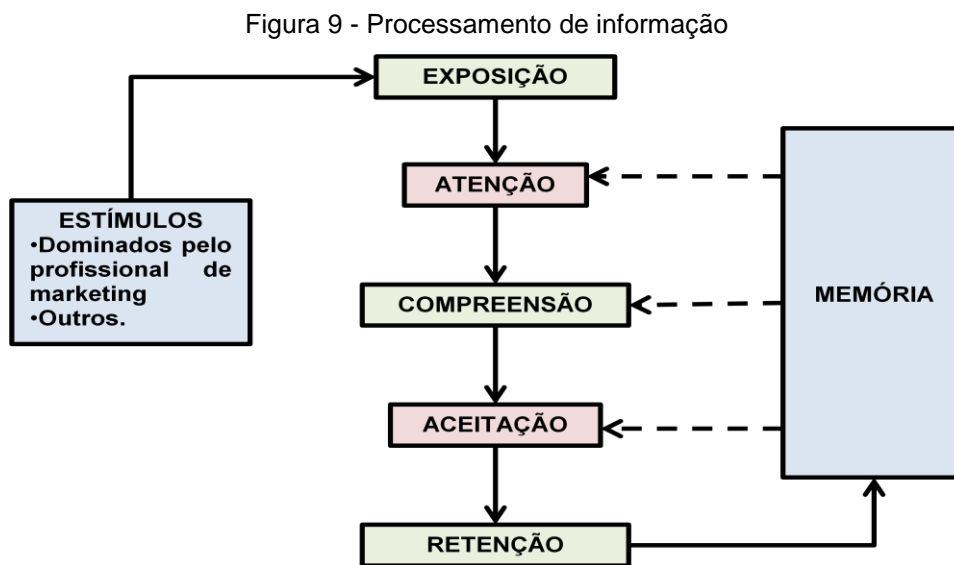 Figura 9 - Processamento de informação
EXPOSIÇÃO
ATENÇÃO
ESTÍMULOS
•Dominados pelo
profissional de
marketing
•Outros.
COMPREENSÃO
MEMÓRIA
ACEITAÇÃO
RETENÇÃO